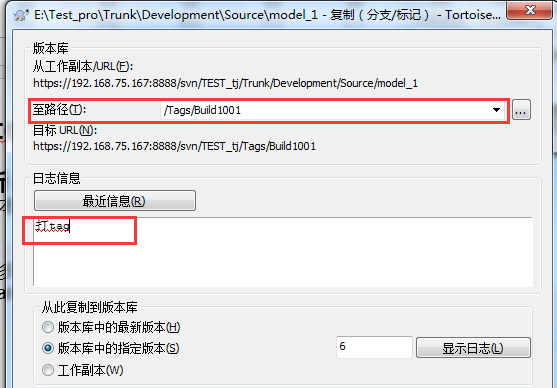 E:\Test_pro\Trunk\Development\Source\model_1 - 复制（分支/标记）- Tortoise...
版本库
从工作副本/URL(F):
https://192.168.75.167:8888/svn/TEST_tj/Trunk/Development/Source/model_1
至路径(T): /Tags/Build1001 ...
目标 URL(N):
https://192.168.75.167:8888/svn/TEST_tj/Tags/Build1001
日志信息
最近信息(R)
打tag
从此复制到版本库
版本库中的最新版本(H)
版本库中的指定版本(S) 6 显示日志(L)
工作副本(W)